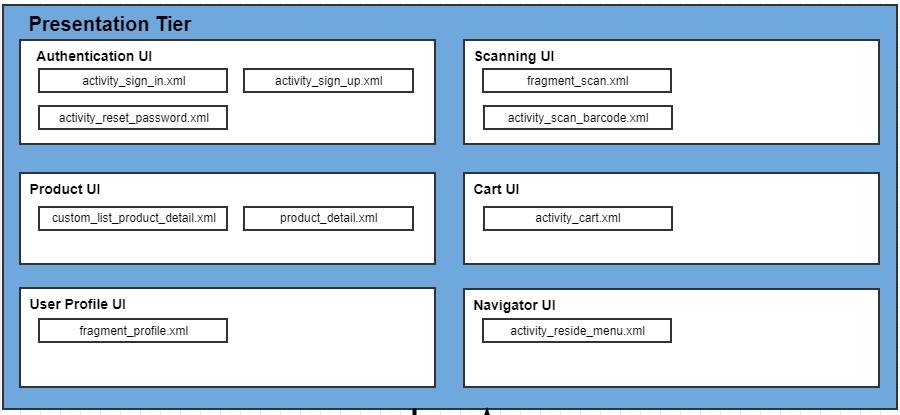 Presentation Tier
Authentication UI
activity_sign_in.xml
activity_sign_up.xml
activity_reset_password.xml
Scanning UI
fragment_scan.xml
activity_scan_barcode.xml
Product UI
custom_list_product_detail.xml
product_detail.xml
Cart UI
activity_cart.xml
User Profile UI
fragment_profile.xml
Navigator UI
activity_reside_menu.xml